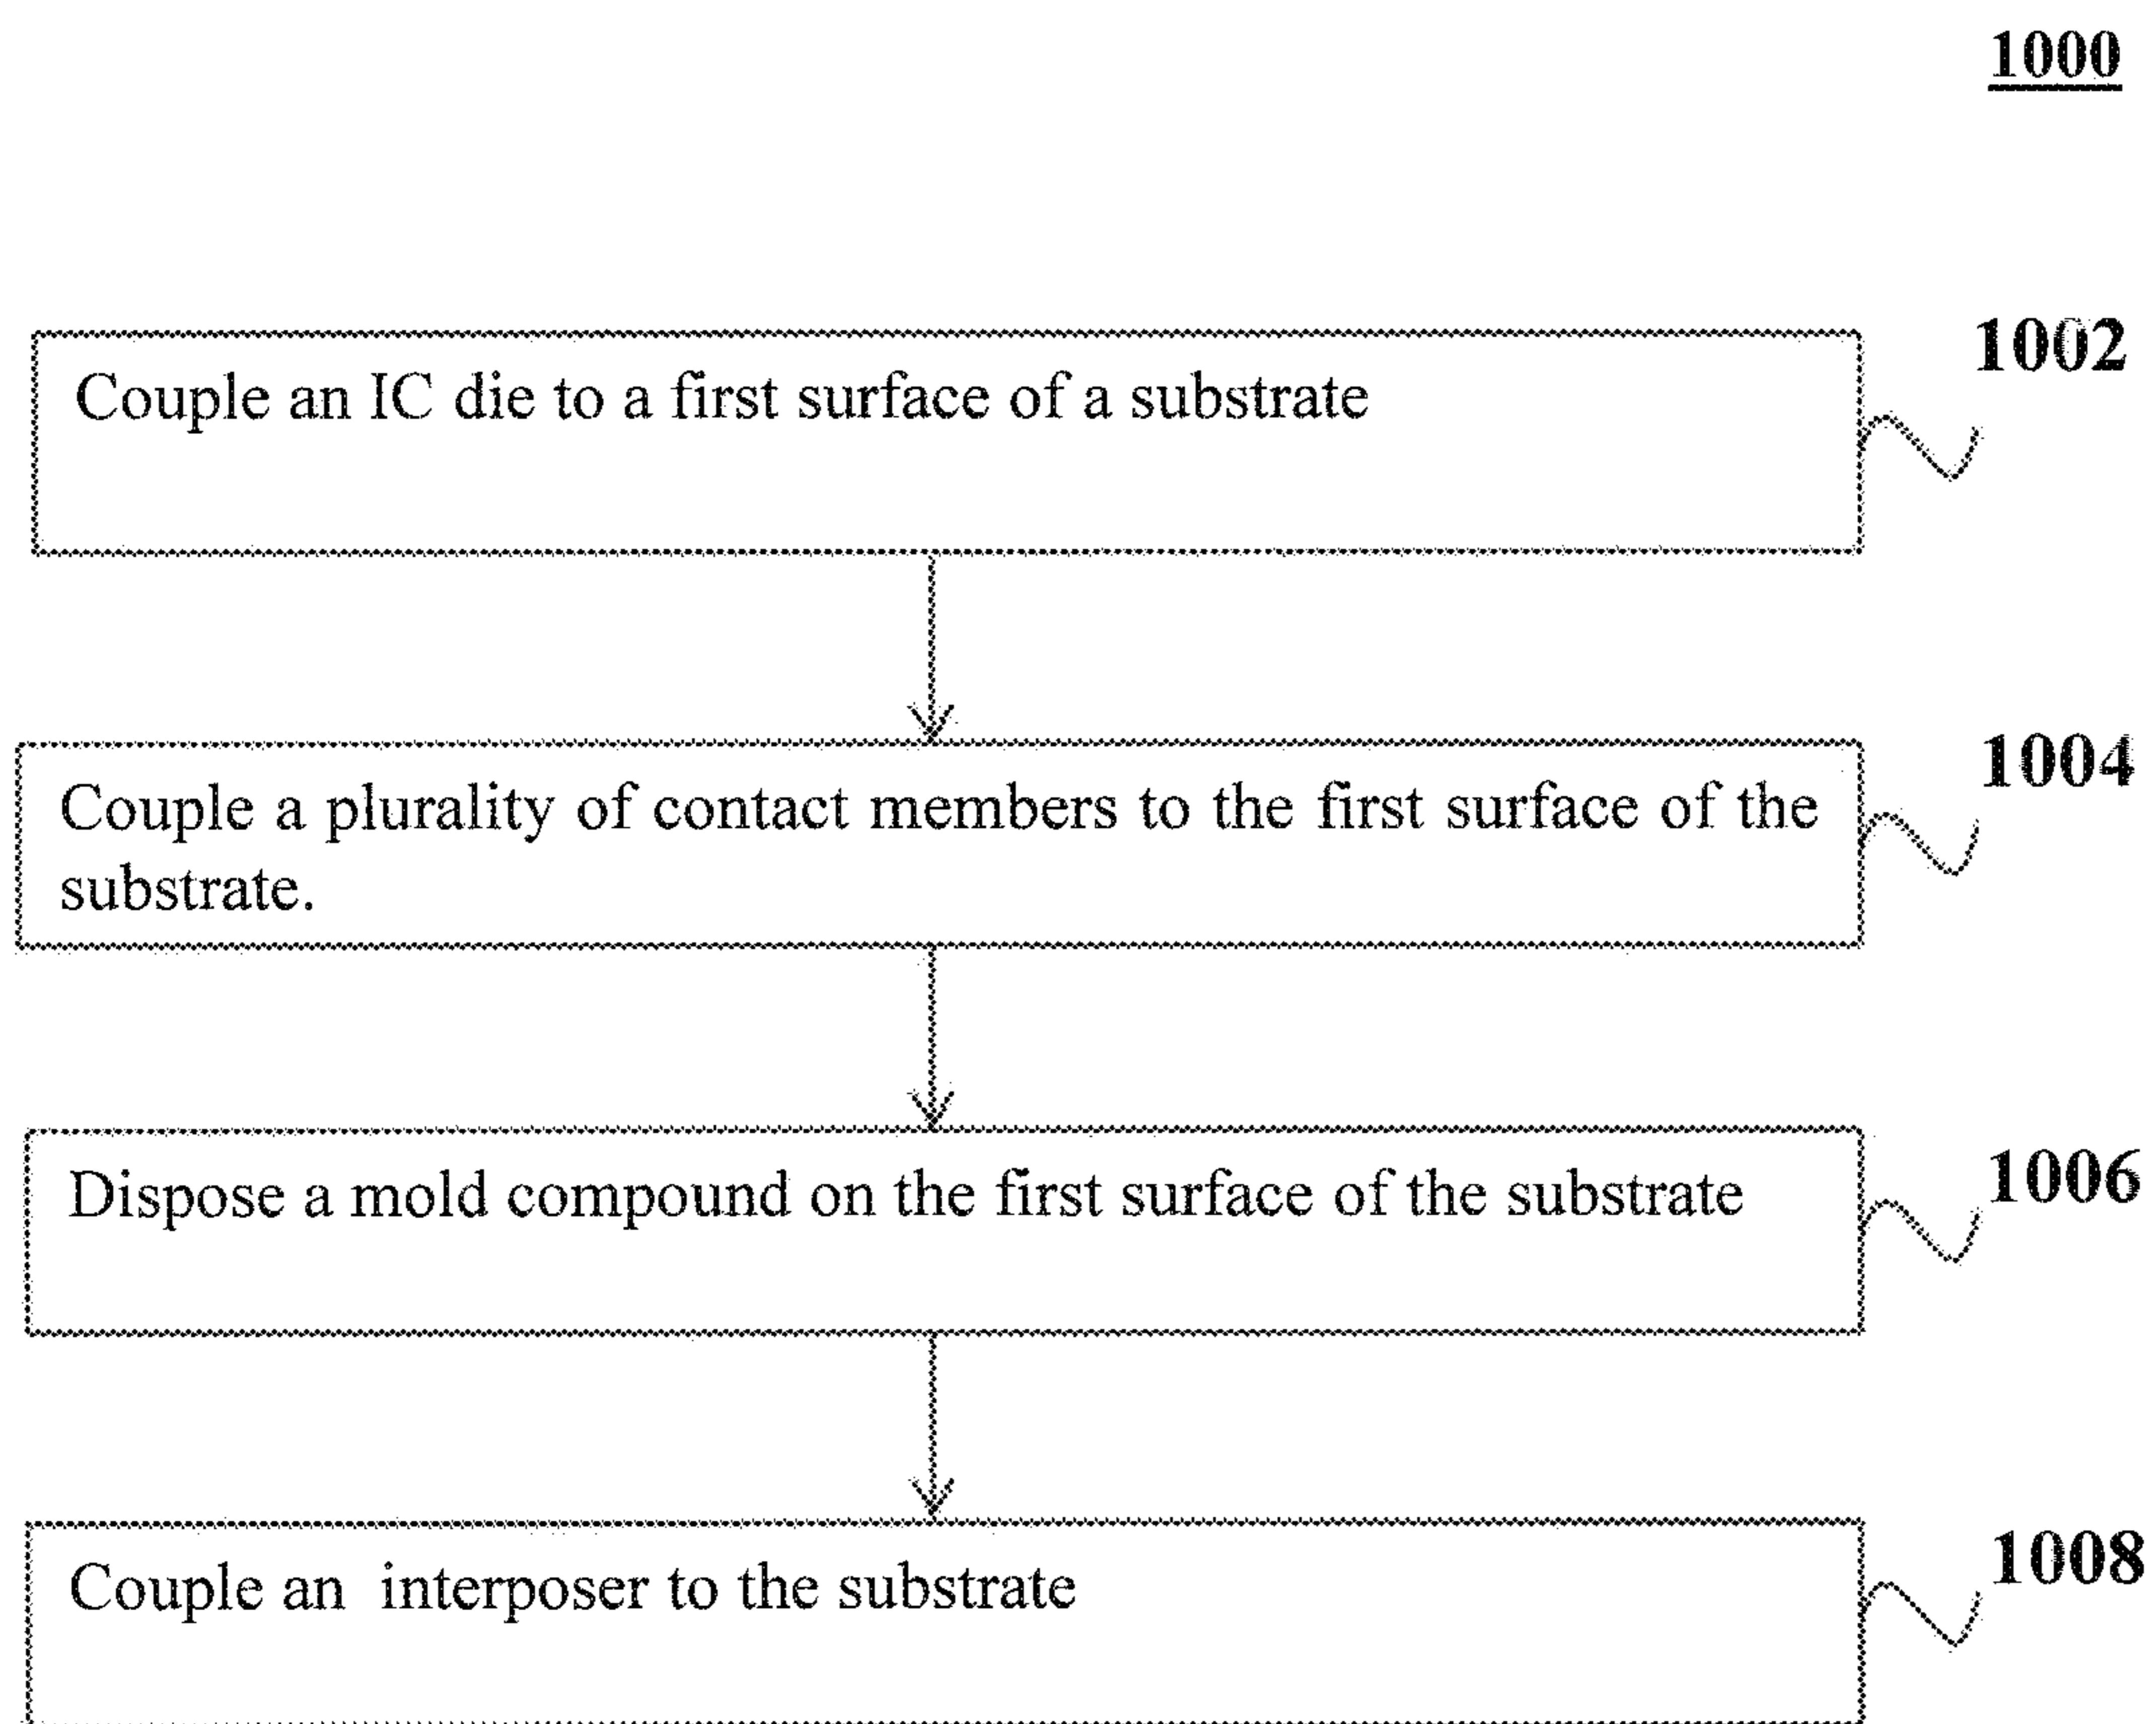 1000
1002
Couple an IC die to a first surface of a substrate
1004
Couple a plurality of contact members to the first surface of the
substrate.
1006
Dispose a mold compound on the first surface of the substrate
1008
Couple an interposer to the substrate